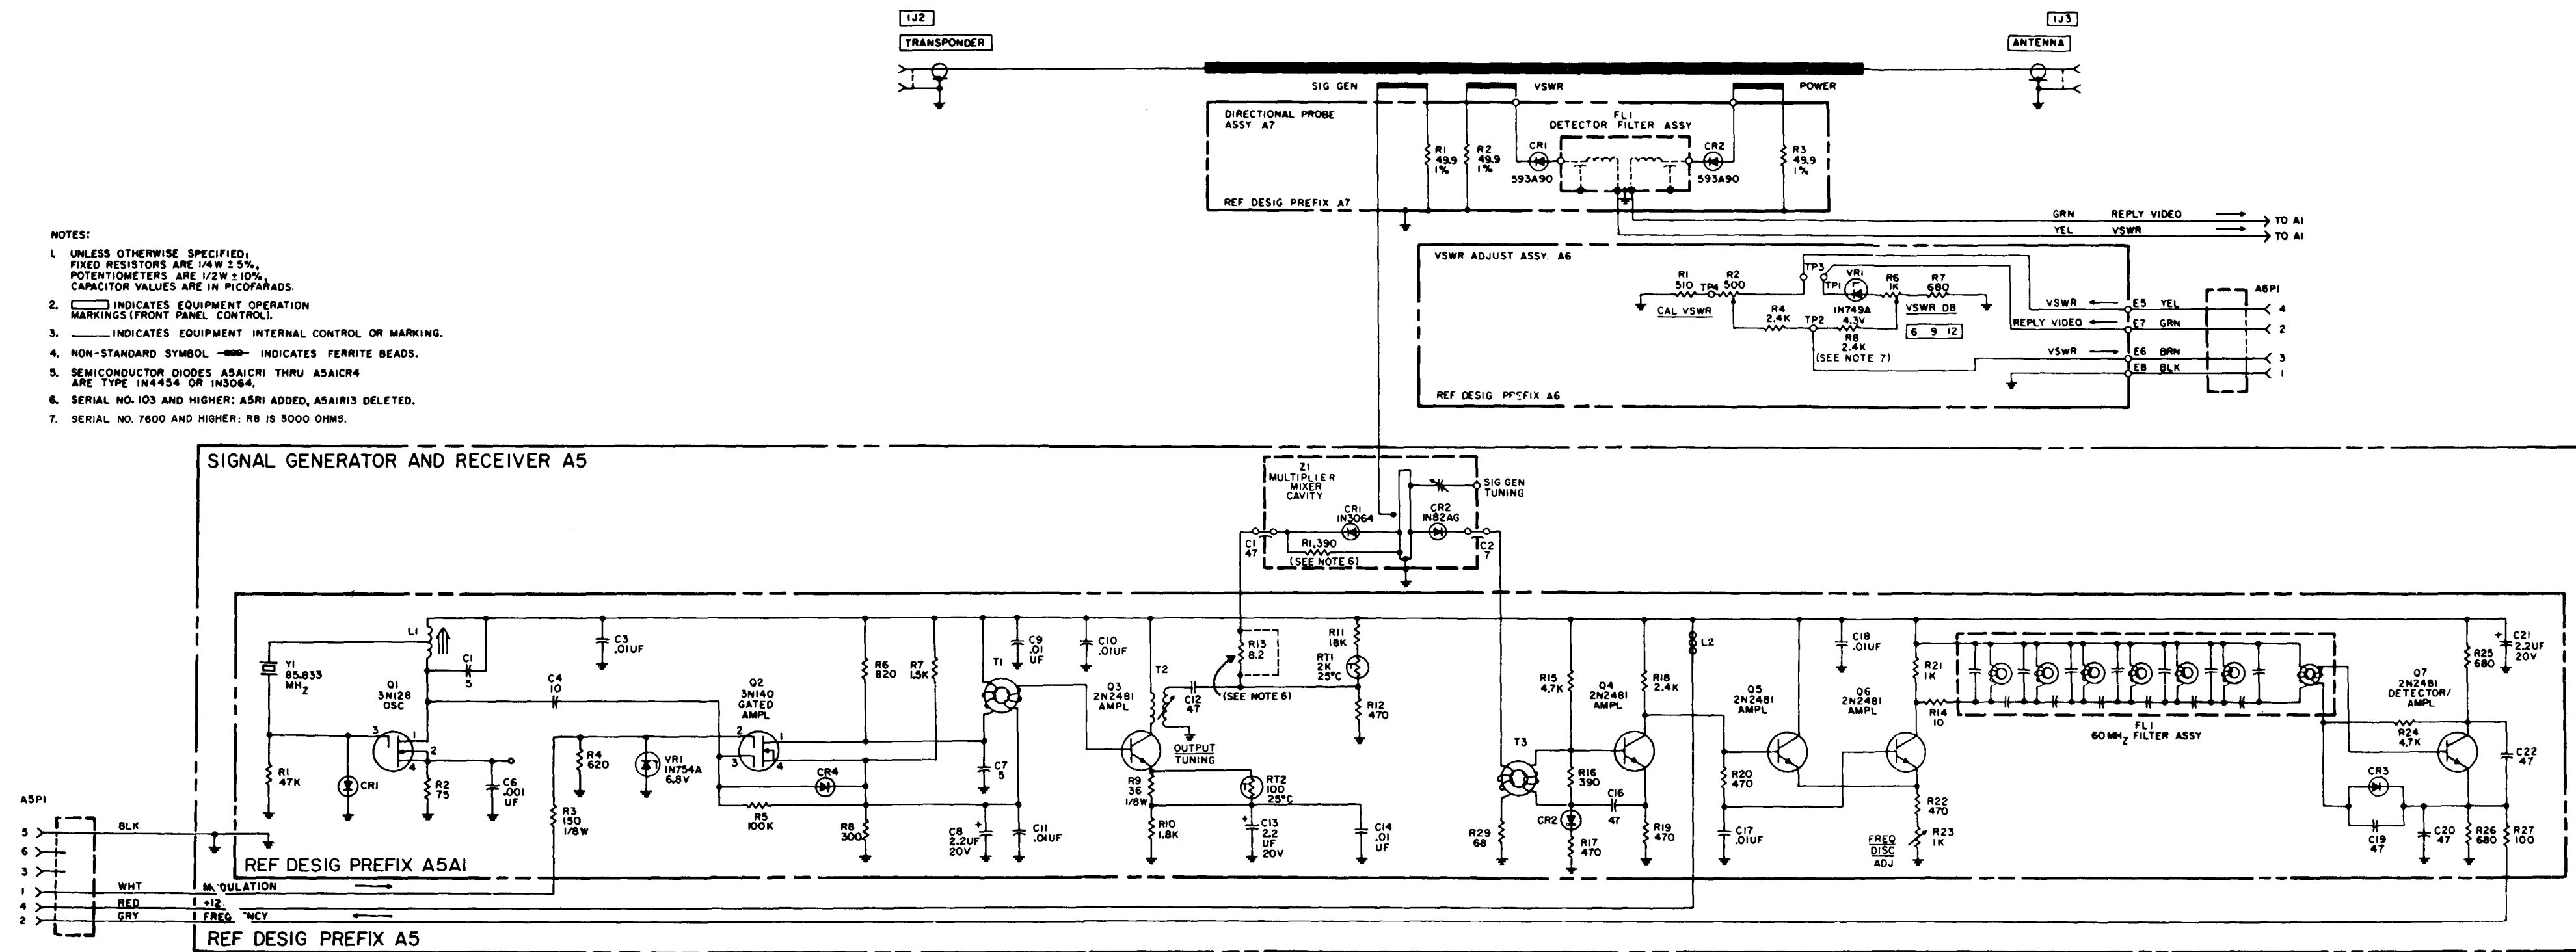 1J2
TRANSPONDER
1J3
ANTENNA
SIG GEN
VSWR
POWER
DIRECTIONAL PROBE
ASSY A7
FL1
DETECTOR FILTER ASSY
R1
49.9
1%
R2
49.9
1%
CR1
593A90
CR2
593A90
R3
49.9
1%
REF DESIG PREFIX A7
GRN REPLY VIDEO TO A1
YEL VSWR TO A1
NOTES:
1. UNLESS OTHERWISE SPECIFIED;
FIXED RESISTORS ARE 1/4W ±5%,
POTENTIOMETERS ARE 1/2W ±10%,
CAPACITOR VALUES ARE IN PICOFARADS.
2. INDICATES EQUIPMENT OPERATION
MARKINGS (FRONT PANEL CONTROL).
3. INDICATES EQUIPMENT INTERNAL CONTROL OR MARKING.
4. NON-STANDARD SYMBOL INDICATES FERRITE BEADS.
5. SEMICONDUCTOR DIODES A5A1CR1 THRU A5A1CR4
ARE TYPE 1N4454 OR 1N3064.
6. SERIAL NO. 103 AND HIGHER; A5R1 ADDED, A5A1R13 DELETED.
7. SERIAL NO. 7600 AND HIGHER; R8 IS 3000 OHMS.
VSWR ADJUST ASSY. A6
R1
510
TP4
R2
500
CAL VSWR
TP3
TP1
VR1
1N749A
4.3V
R6
1K
R7
680
VSWR DB
6 9 12
R4
2.4K
TP2
R8
2.4K
(SEE NOTE 7)
VSWR E5 YEL 4
REPLY VIDEO E7 GRN 2
VSWR E6 BRN 3
E8 BLK 1
A6P1
REF DESIG PREFIX A6
SIGNAL GENERATOR AND RECEIVER A5
Z1
MULTIPLIER
MIXER
CAVITY
SIG GEN
TUNING
CR1
1N3064
CR2
1N82AG
C1
47
R1,390
(SEE NOTE 6)
C2
7
Y1
85.833
MHZ
L1
C1
5
C3
.01UF
Q1
3N128
OSC
3
1
2
4
R1
47K
CR1
R2
75
C6
.001
UF
C4
10
R3
150
1/8W
R4
620
VR1
1N754A
6.8V
Q2
3N140
GATED
AMPL
2
3
1
4
CR4
R5
100K
R6
820
R7
1.5K
R8
300
T1
C7
5
C8
2.2UF
20V
+
C9
.01
UF
C10
.01UF
C11
.01UF
Q3
2N2481
AMPL
T2
C12
47
OUTPUT
TUNING
R9
36
1/8W
R10
1.8K
RT2
100
25°C
+
C13
2.2
UF
20V
C14
.01
UF
R13
8.2
(SEE NOTE 6)
R11
18K
RT1
2K
25°C
R12
470
T3
R29
68
R15
4.7K
R16
390
CR2
R17
470
C16
47
Q4
2N2481
AMPL
R18
2.4K
R19
470
L2
Q5
2N2481
AMPL
R20
470
C17
.01UF
C18
.01UF
Q6
2N2481
AMPL
R21
1K
R14
10
R22
470
R23
1K
FREQ
DISC
ADJ
FL1
60MHZ FILTER ASSY
Q7
2N2481
DETECTOR/
AMPL
R24
4.7K
R25
680
+
C21
2.2UF
20V
C22
47
CR3
C19
47
C20
47
R26
680
R27
100
A5P1
5 BLK
6
3
1 WHT MODULATION
4 RED +12
2 GRY
REF DESIG PREFIX A5A1
REF DESIG PREFIX A5